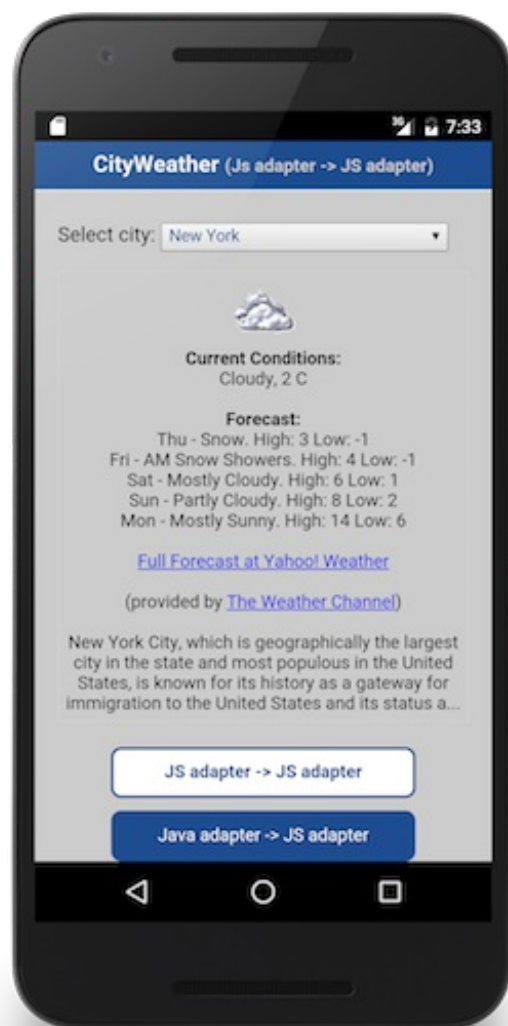 3G 7:33
CityWeather (Js adapter -> JS adapter)
Select city: New York
Current Conditions:
Cloudy, 2 C
Forecast:
Thu - Snow. High: 3 Low: -1
Fri - AM Snow Showers. High: 4 Low: -1
Sat - Mostly Cloudy. High: 6 Low: 1
Sun - Partly Cloudy. High: 8 Low: 2
Mon - Mostly Sunny. High: 14 Low: 6
Full Forecast at Yahoo! Weather
(provided by The Weather Channel)
New York City, which is geographically the largest
city in the state and most populous in the United
States, is known for its history as a gateway for
immigration to the United States and its status a...
JS adapter -> JS adapter
Java adapter -> JS adapter